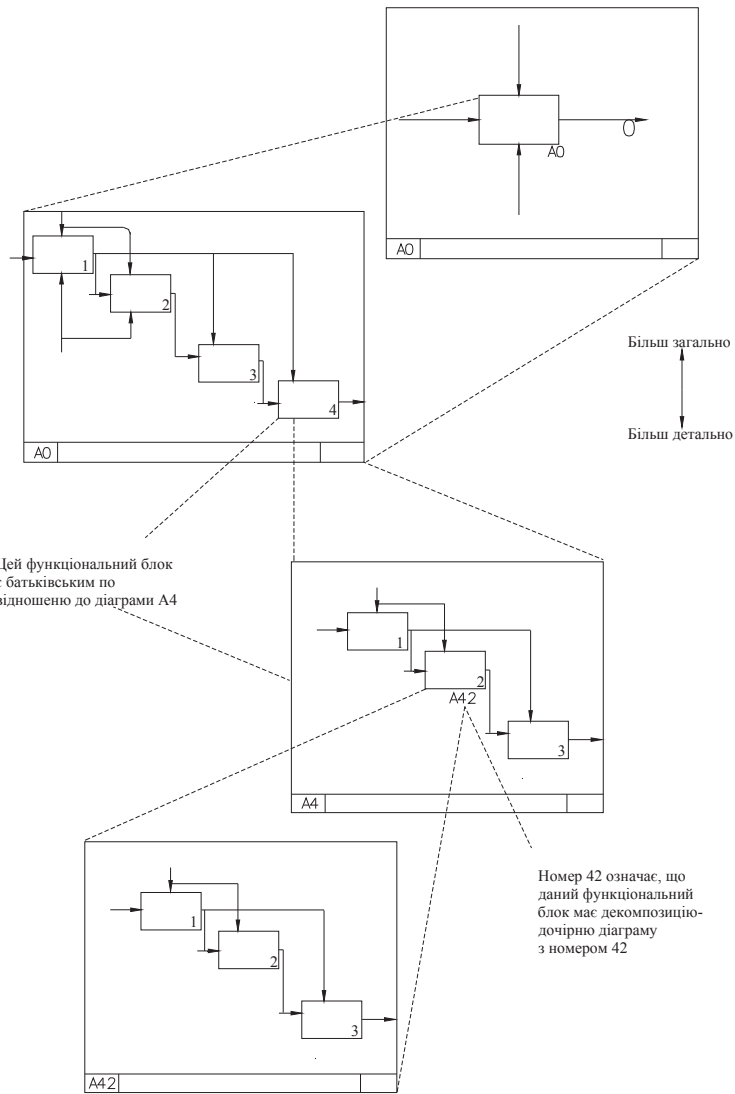 A0
A0
1
2
3
4
A0
Більш загально
Більш детально
Цей функціональний блок
є батьківським по
відношеню до діаграми А4
1
2
A42
3
A4
Номер 42 означає, що
даний функціональний
блок має декомпозицію-
дочірню діаграму
з номером 42
1
2
3
A42